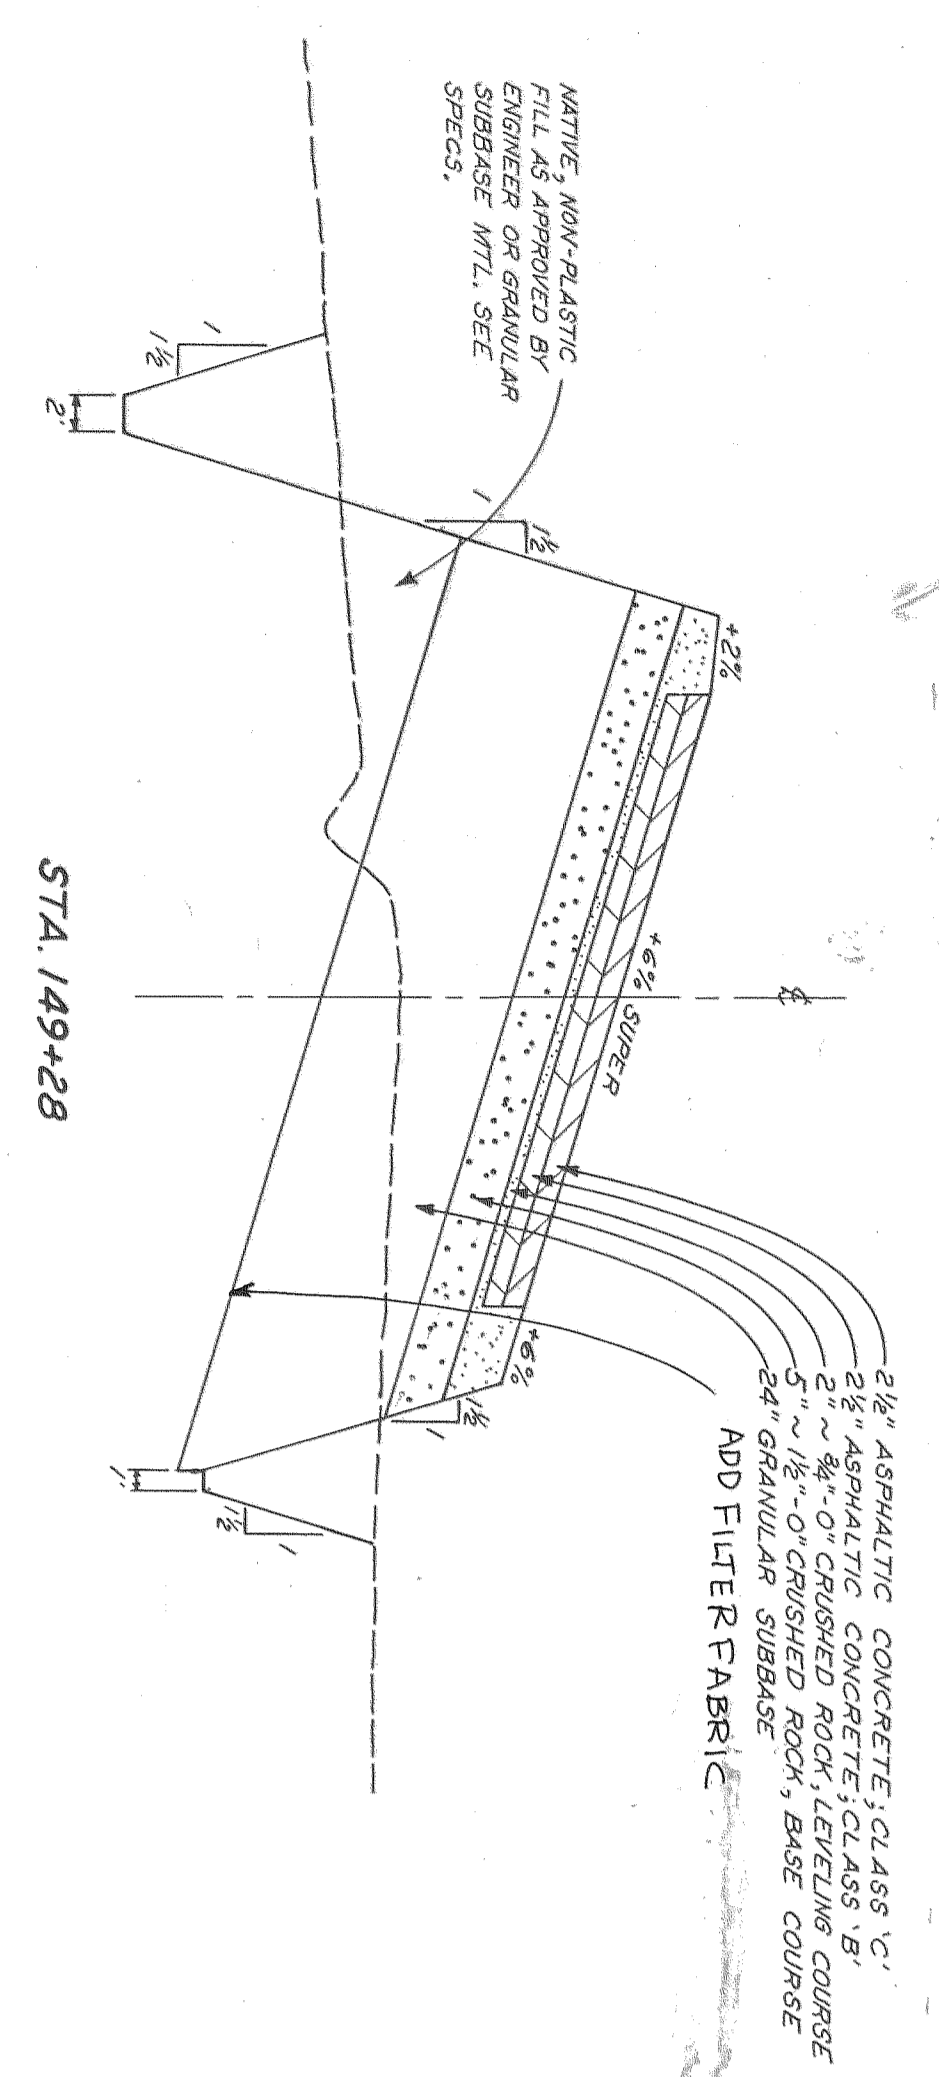 NATIVE, NON-PLASTIC
FILL AS APPROVED BY
ENGINEER OR GRANULAR
SUBBASE MTL. SEE
SPECS.
1
1½
2'
1
1½
+2%
+6% SUPER
℄
+6%
1½
1
1'
1½
1
2½" ASPHALTIC CONCRETE; CLASS 'C'
2½" ASPHALTIC CONCRETE; CLASS 'B'
2" ~ ¾"-0" CRUSHED ROCK, LEVELING COURSE
5" ~ 1½"-0" CRUSHED ROCK, BASE COURSE
24" GRANULAR SUBBASE
ADD FILTER FABRIC
STA. 149+28